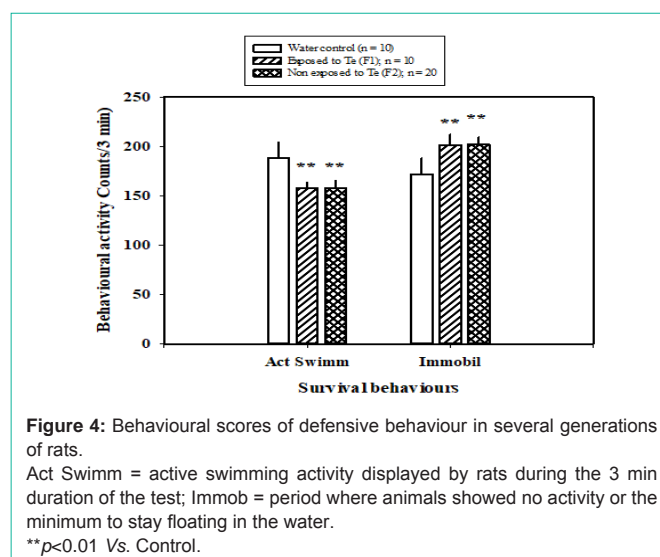 Water control (n = 10)
Exposed to Te (F1); n = 10
Non exposed to Te (F2); n = 20
250
200
150
100
50
0
Behavioural activity Counts/3 min)
** **
** **
Act Swimm Immobil
Survival behaviours
Figure 4: Behavioural scores of defensive behaviour in several generations
of rats.
Act Swimm = active swimming activity displayed by rats during the 3 min
duration of the test; Immob = period where animals showed no activity or the
minimum to stay floating in the water.
**p<0.01 Vs. Control.